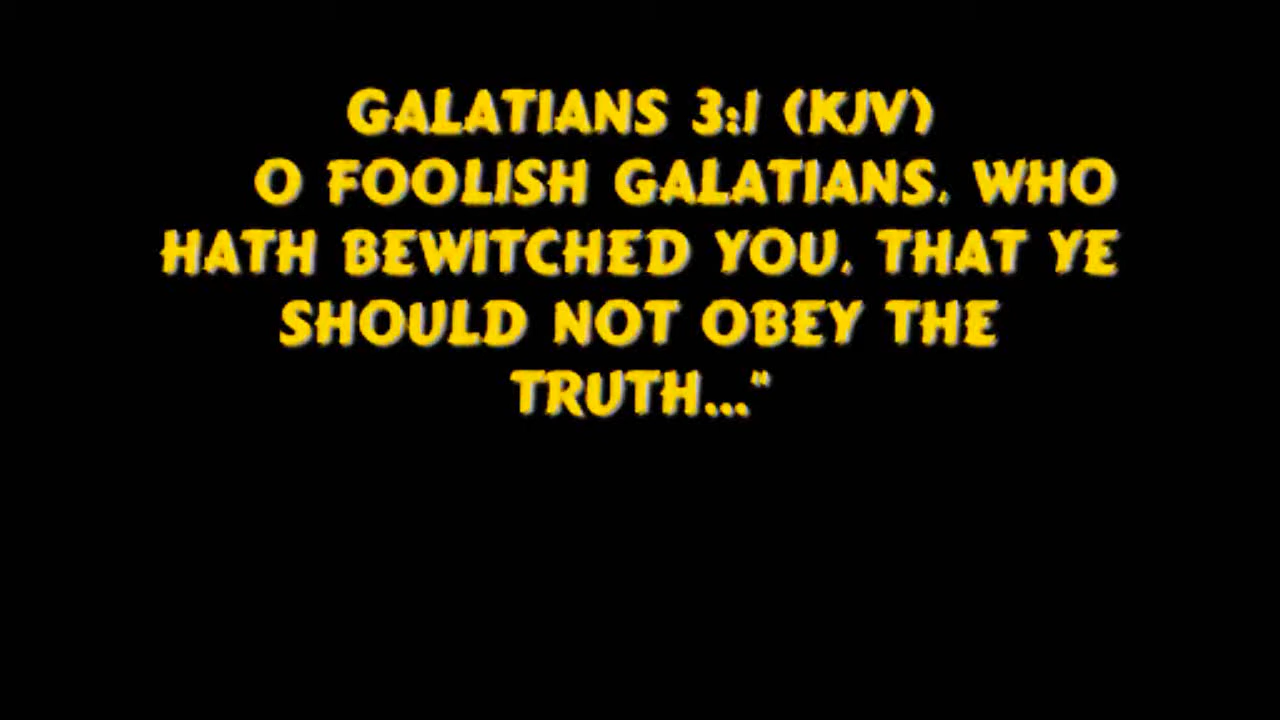 GALATIANS 3:1 (KJV)
O FOOLISH GALATIANS, WHO
HATH BEWITCHED YOU, THAT YE
SHOULD NOT OBEY THE
TRUTH..."